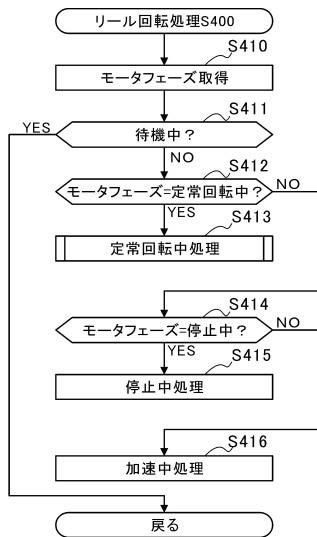 リール回転処理S400
S410
モータフェーズ取得
S411
YES
待機中?
NO
S412
モータフェーズ=定常回転中?
NO
YES
S413
定常回転中処理
S414
モータフェーズ=停止中?
NO
YES
S415
停止中処理
S416
加速中処理
戻る